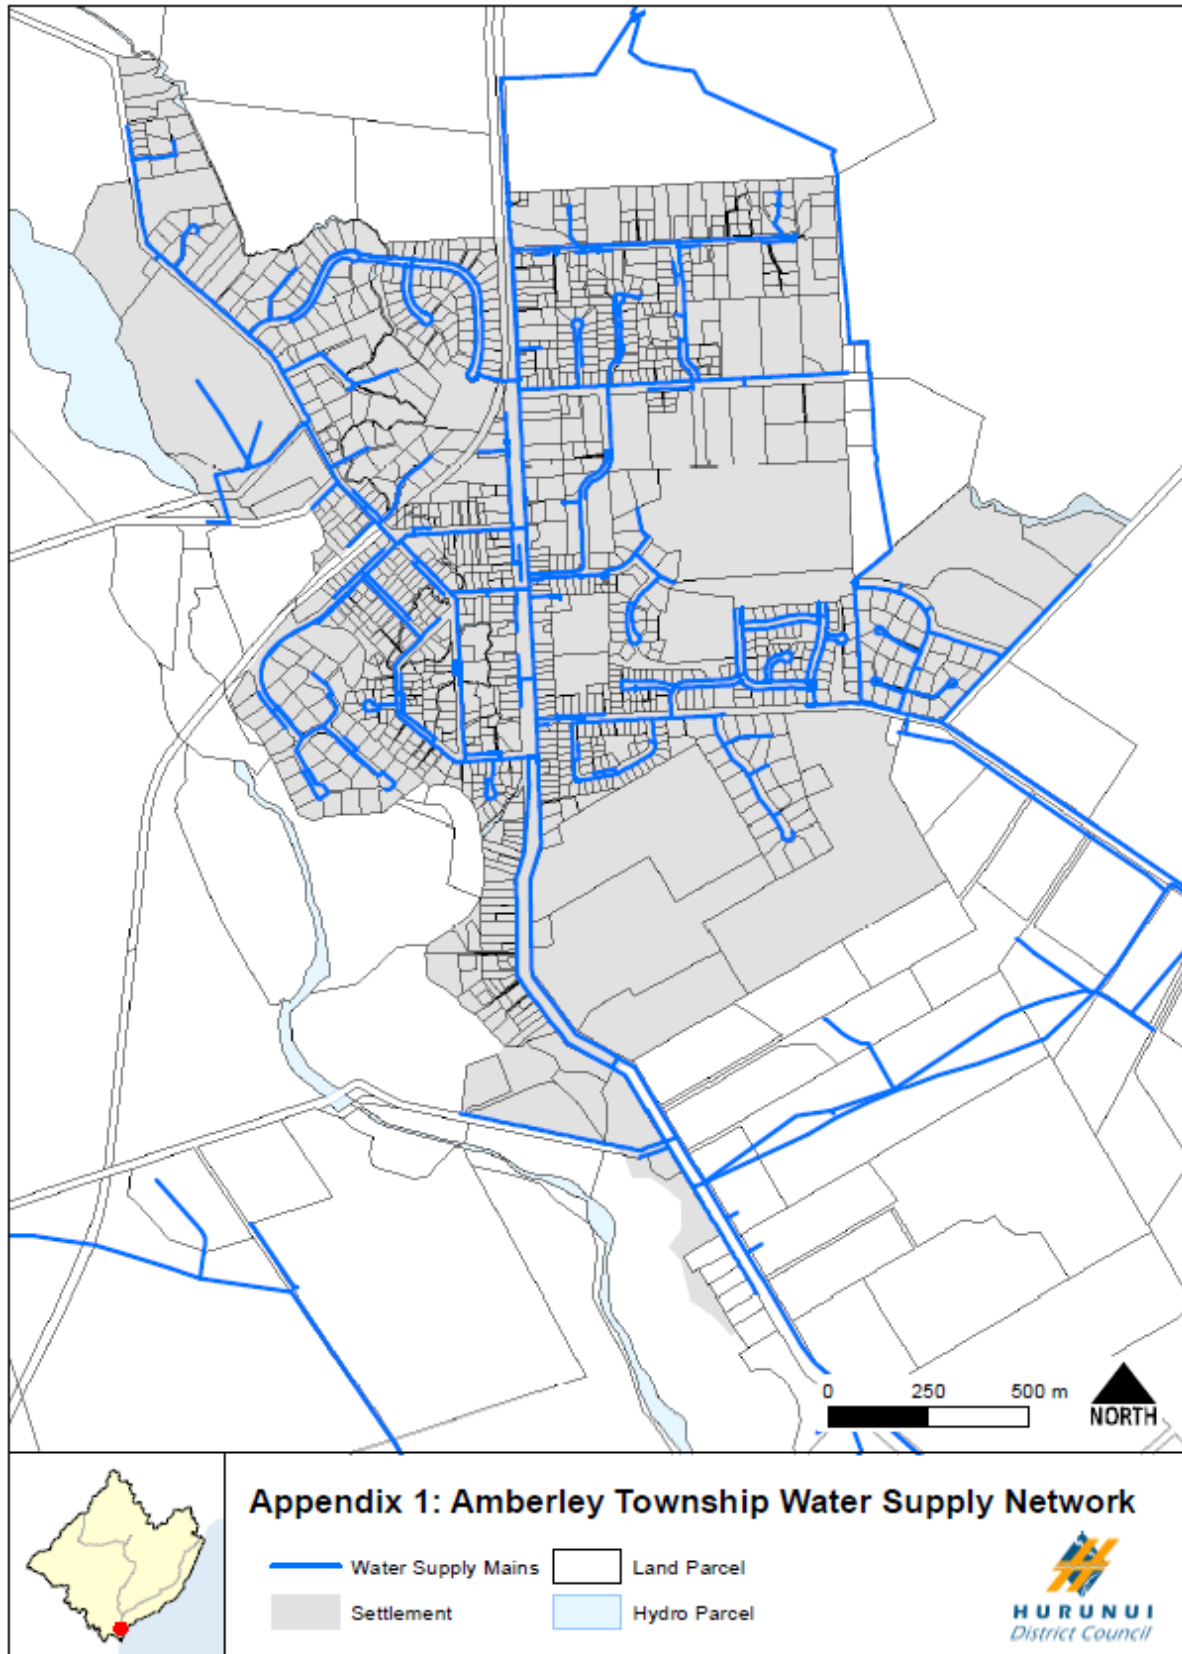 0 250 500 m
NORTH
Appendix 1: Amberley Township Water Supply Network
Water Supply Mains
Land Parcel
Settlement
Hydro Parcel
HURUNUI
District Council